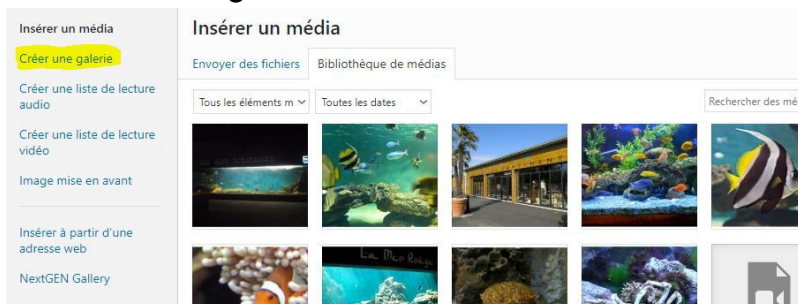 Insérer un média
Créer une galerie
Créer une liste de lecture
audio
Créer une liste de lecture
vidéo
Image mise en avant
Insérer à partir d'une
adresse web
NextGEN Gallery
Insérer un média
Envoyer des fichiers
Bibliothèque de médias
Tous les éléments m
Toutes les dates
Rechercher des mé
La Mer Rouge